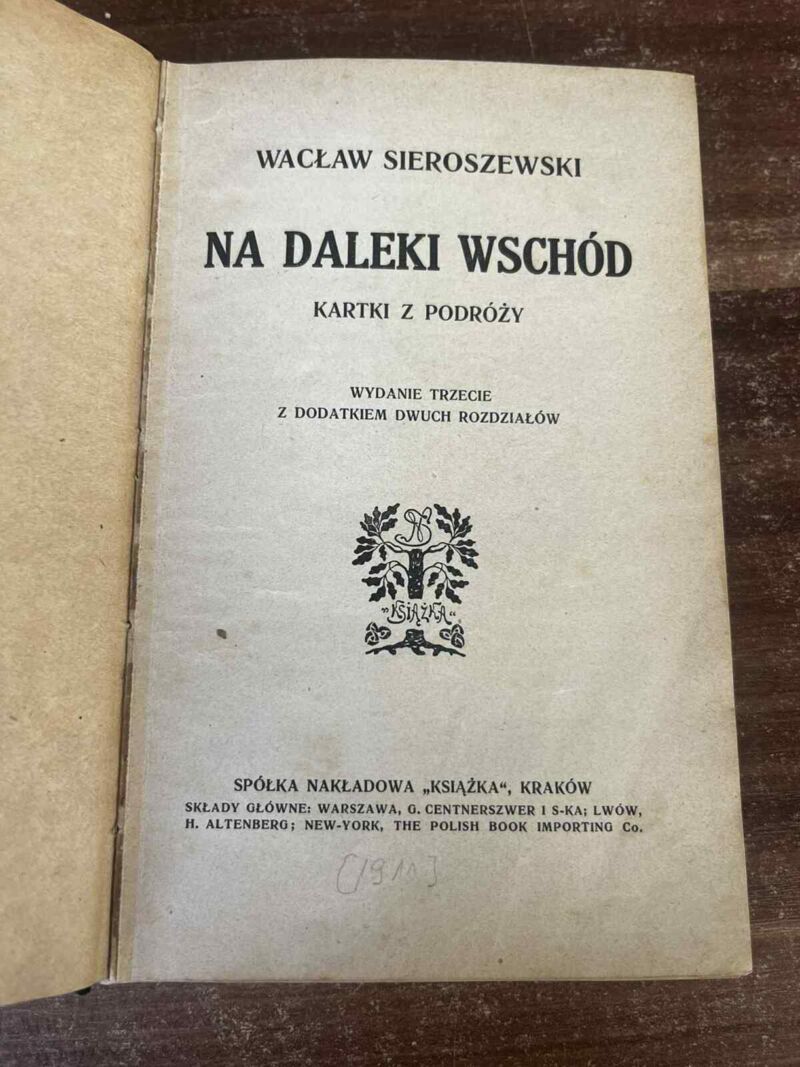 WACŁAW SIEROSZEWSKI
NA DALEKI WSCHÓD
KARTKI Z PODRÓŻY
WYDANIE TRZECIE
Z DODATKIEM DWUCH ROZDZIAŁÓW
„KSIĄŻKA“
SPÓŁKA NAKŁADOWA „KSIĄŻKA“, KRAKÓW
SKŁADY GŁÓWNE: WARSZAWA, G. CENTNERSZWER I S-KA; LWÓW,
H. ALTENBERG; NEW-YORK, THE POLISH BOOK IMPORTING Co.